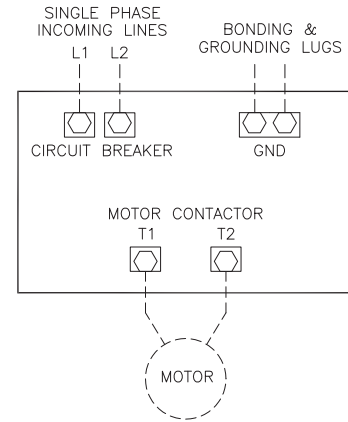 SINGLE PHASE
INCOMING LINES
L1 L2
BONDING &
GROUNDING LUGS
CIRCUIT BREAKER
GND
MOTOR CONTACTOR
T1 T2
MOTOR